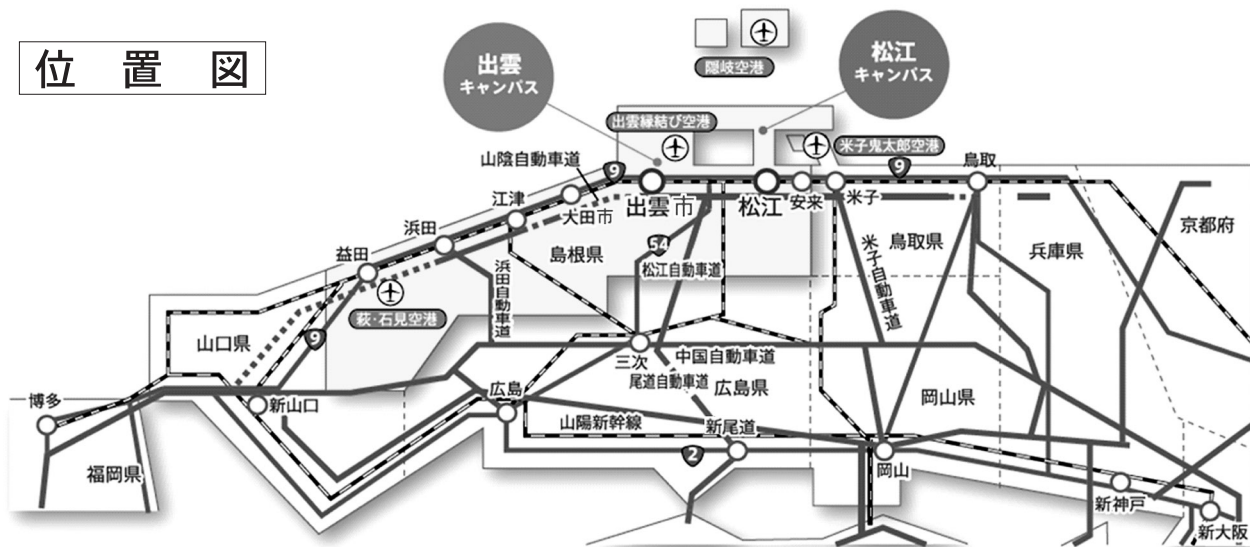 位置図
出雲
キャンパス
松江
キャンパス
隠岐空港
出雲縁結び空港
米子鬼太郎空港
山陰自動車道
9
9
鳥取
江津
大田市
出雲市
松江
安来
米子
浜田
益田
島根県
54
松江自動車道
鳥取県
兵庫県
京都府
浜田自動車道
米子自動車道
萩・石見空港
山口県
9
三次
中国自動車道
尾道自動車道
広島県
岡山県
博多
新山口
広島
山陽新幹線
新尾道
2
岡山
福岡県
新神戸
新大阪